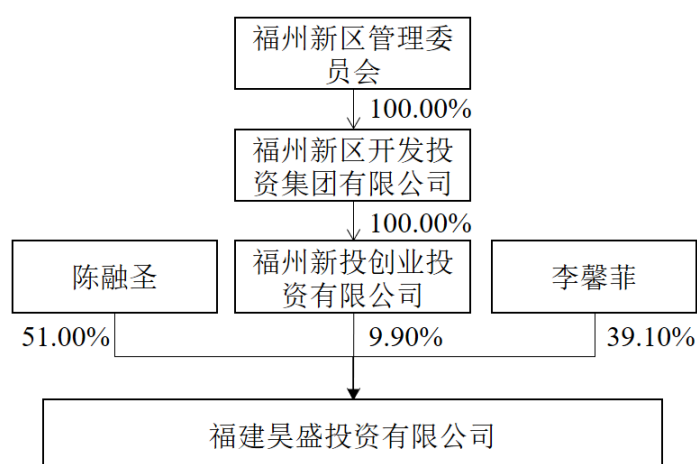 福州新区管理委
员会
100.00%
福州新区开发投
资集团有限公司
100.00%
陈融圣
福州新投创业投
资有限公司
李馨菲
51.00%
9.90%
39.10%
福建昊盛投资有限公司